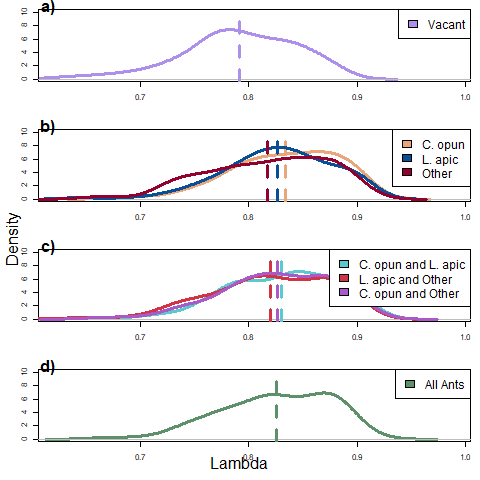 a)
Vacant
0 2 4 6 8 10
0.7 0.8 0.9 1.0
b)
C. opun
L. apic
Other
0 2 4 6 8 10
0.7 0.8 0.9 1.0
Density
c)
C. opun and L. apic
L. apic and Other
C. opun and Other
0 2 4 6 8 10
0.7 0.8 0.9 1.0
d)
All Ants
0 2 4 6 8 10
0.7 0.8 0.9 1.0
Lambda